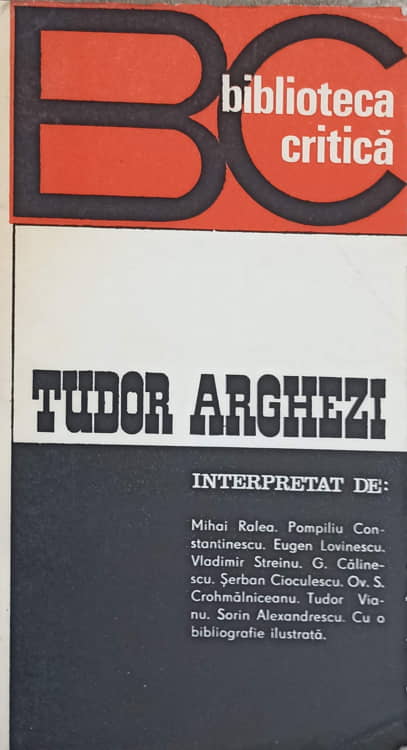 BC
biblioteca
critică
TUDOR ARGHEZI
INTERPRETAT DE:
Mihai Ralea. Pompiliu Con-
stantinescu. Eugen Lovinescu.
Vladimir Streinu. G. Căline-
scu. Şerban Cioculescu. Ov. S.
Crohmălniceanu. Tudor Via-
nu. Sorin Alexandrescu. Cu o
bibliografie ilustrată.